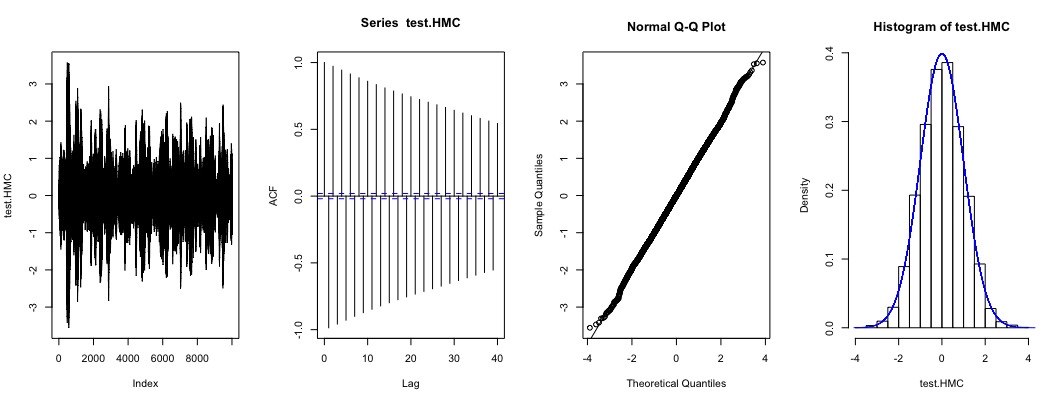 test.HMC
3
2
1
0
-1
-2
-3
0 2000 4000 6000 8000
Index
Series test.HMC
ACF
1.0
0.5
0.0
-0.5
-1.0
0 10 20 30 40
Lag
Normal Q-Q Plot
Sample Quantiles
3
2
1
0
-1
-2
-3
-4 -2 0 2 4
Theoretical Quantiles
Histogram of test.HMC
Density
0.4
0.3
0.2
0.1
0.0
-4 -2 0 2 4
test.HMC